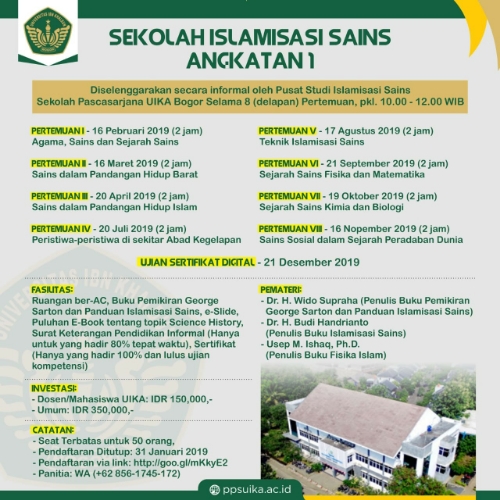 SEKOLAH ISLAMISASI SAINS
ANGKATAN 1
Diselenggarakan secara informal oleh Pusat Studi Islamisasi Sains
Sekolah Pascasarjana UIKA Bogor Selama 8 (delapan) Pertemuan, pkl. 10.00 - 12.00 WIB
PERTEMUAN I - 16 Pebruari 2019 (2 jam)
Agama, Sains dan Sejarah Sains
PERTEMUAN II - 16 Maret 2019 (2 jam)
Sains dalam Pandangan Hidup Barat
PERTEMUAN III - 20 April 2019 (2 jam)
Sains dalam Pandangan Hidup Islam
PERTEMUAN IV - 20 Juli 2019 (2 jam)
Peristiwa-peristiwa di sekitar Abad Kegelapan
PERTEMUAN V - 17 Agustus 2019 (2 jam)
Teknik Islamisasi Sains
PERTEMUAN VI - 21 September 2019 (2 jam)
Sejarah Sains Fisika dan Matematika
PERTEMUAN VII - 19 Oktober 2019 (2 jam)
Sejarah Sains Kimia dan Biologi
PERTEMUAN VIII - 16 Nopember 2019 (2 jam)
Sains Sosial dalam Sejarah Peradaban Dunia
UJIAN SERTIFIKAT DIGITAL - 21 Desember 2019
FASILITAS:
Ruangan ber-AC, Buku Pemikiran George
Sarton dan Panduan Islamisasi Sains, e-Slide,
Puluhan E-Book tentang topik Science History,
Surat Keterangan Pendidikan Informal (Hanya
untuk yang hadir 80% tepat waktu), Sertifikat
(Hanya yang hadir 100% dan lulus ujian
kompetensi)
INVESTASI:
- Dosen/Mahasiswa UIKA: IDR 150,000,-
- Umum: IDR 350,000,-
CATATAN:
- Seat Terbatas untuk 50 orang,
- Pendaftaran Ditutup: 31 Januari 2019
- Pendaftaran via link: http://goo.gl/mKkyE2
- Panitia: WA (+62 856-1745-172)
PEMATERI:
- Dr. H. Wido Supraha (Penulis Buku Pemikiran
George Sarton dan Panduan Islamisasi Sains)
- Dr. H. Budi Handrianto
(Penulis Buku Islamisasi Sains)
- Usep M. Ishaq, Ph.D.
(Penulis Buku Fisika Islam)
ppsuika.ac.id